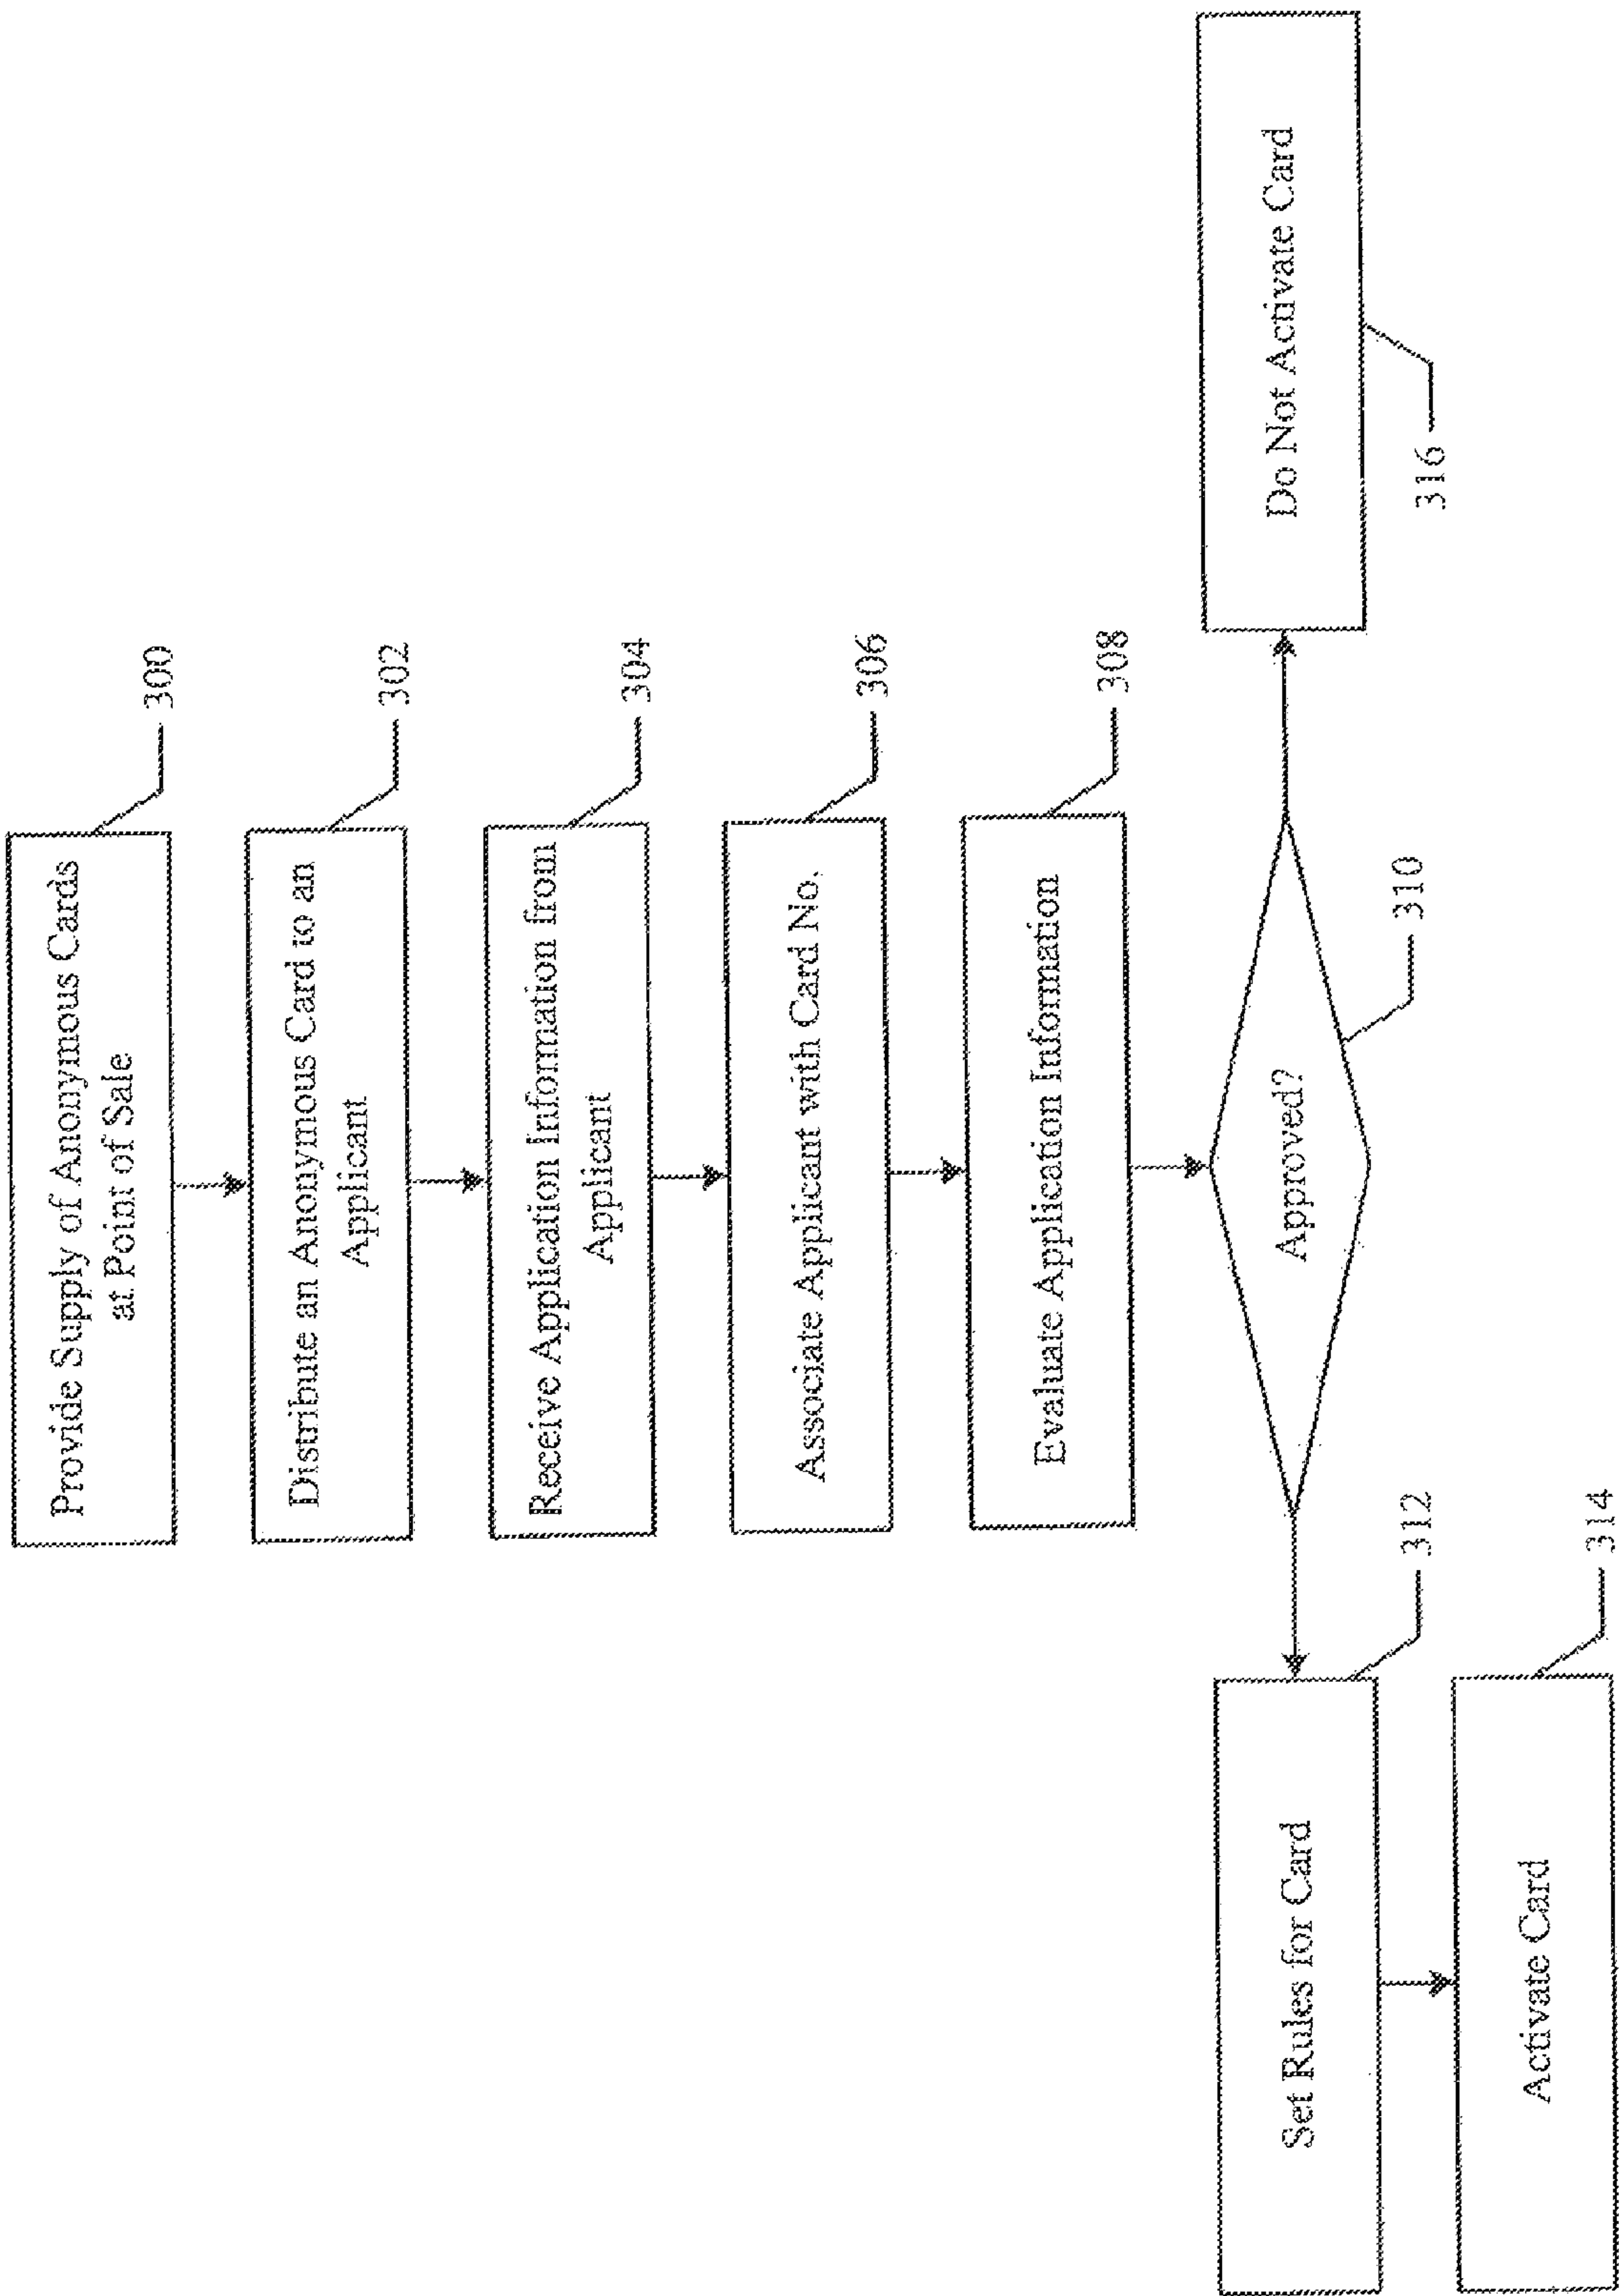 Provide Supply of Anonymous Cards
at Point of Sale
300
Distribute an Anonymous Card to an
Applicant
302
Receive Application Information from
Applicant
304
Associate Applicant with Card No.
306
Evaluate Application Information
308
Approved?
310
Set Rules for Card
312
Activate Card
314
Do Not Activate Card
316